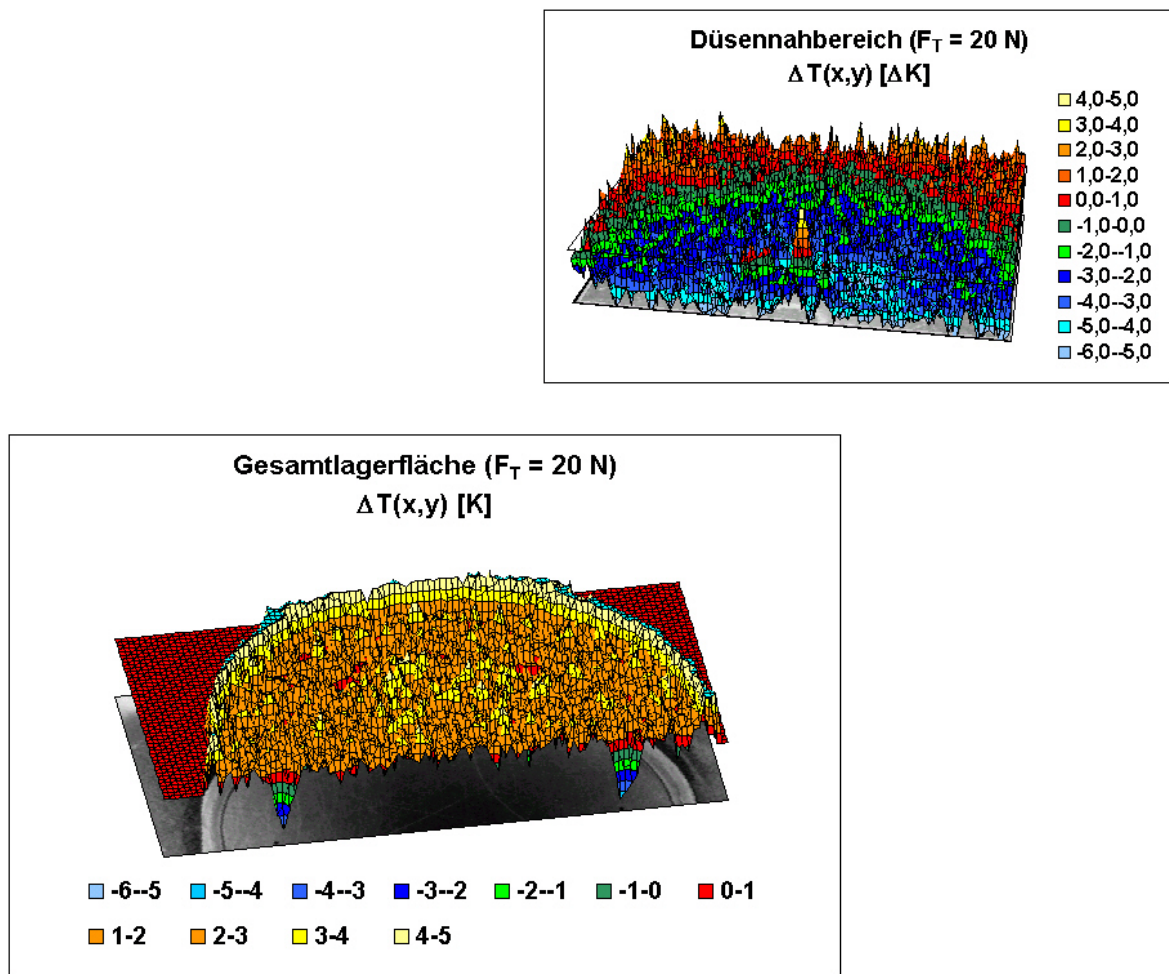 Düsennahbereich (F_T = 20 N)
ΔT(x,y) [ΔK]
4,0-5,0
3,0-4,0
2,0-3,0
1,0-2,0
0,0-1,0
-1,0-0,0
-2,0--1,0
-3,0--2,0
-4,0--3,0
-5,0--4,0
-6,0--5,0
Gesamtlagerfläche (F_T = 20 N)
ΔT(x,y) [K]
-6--5 -5--4 -4--3 -3--2 -2--1 -1-0 0-1
1-2 2-3 3-4 4-5